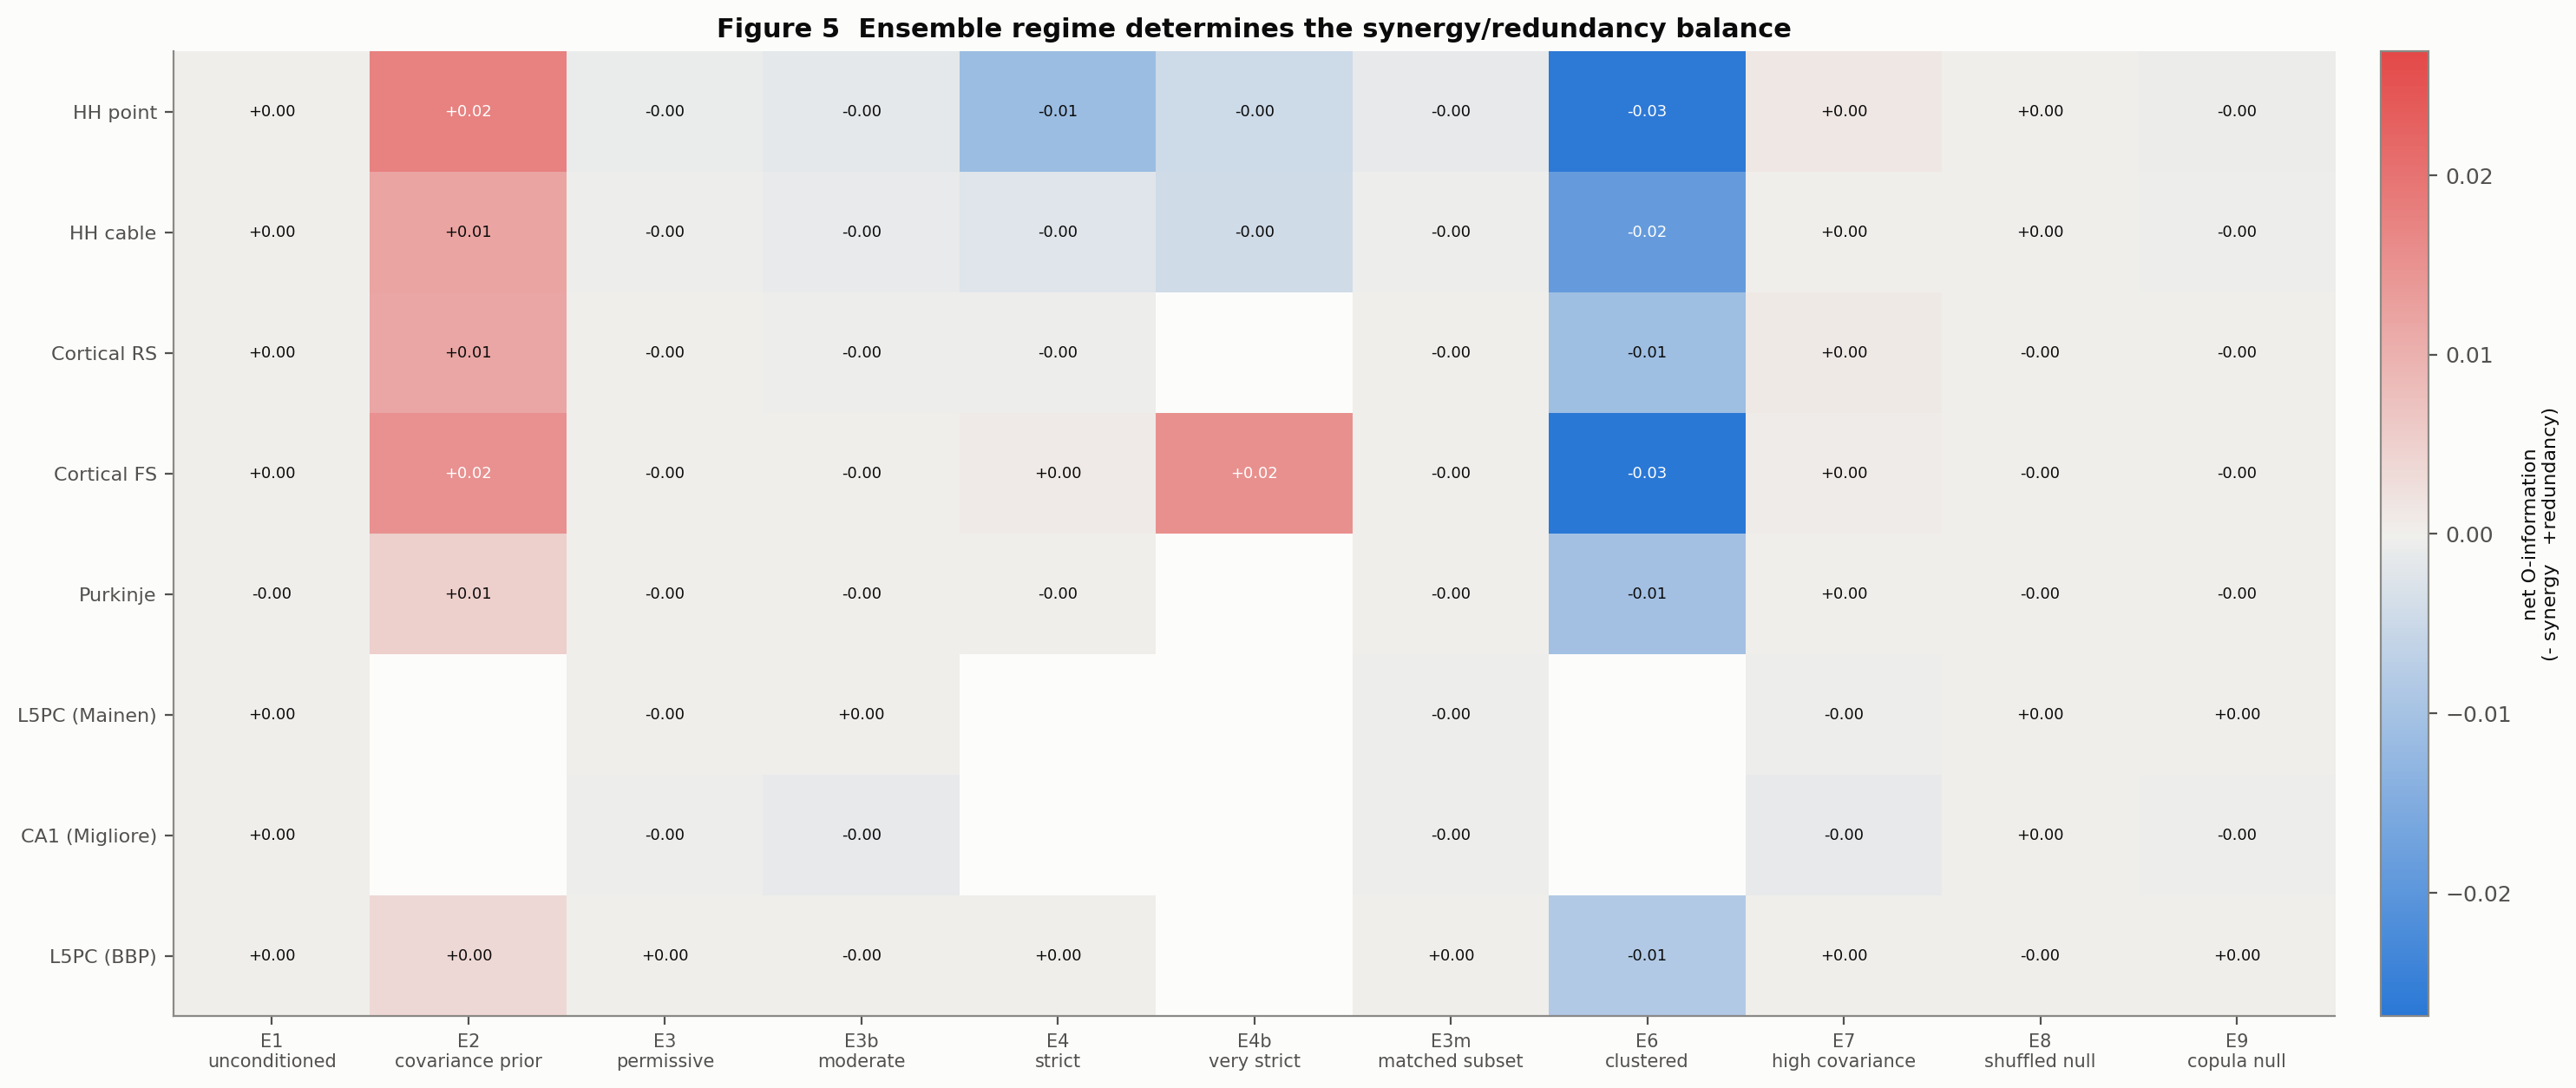 Figure 5  Ensemble regime determines the synergy/redundancy balance
HH point +0.00 +0.02 -0.00 -0.00 -0.01 -0.00 -0.00 -0.03 +0.00 +0.00 -0.00
HH cable +0.00 +0.01 -0.00 -0.00 -0.00 -0.00 -0.00 -0.02 +0.00 +0.00 -0.00
Cortical RS +0.00 +0.01 -0.00 -0.00 -0.00 -0.00 -0.01 +0.00 -0.00 -0.00
Cortical FS +0.00 +0.02 -0.00 -0.00 +0.00 +0.02 -0.00 -0.03 +0.00 -0.00 -0.00
Purkinje -0.00 +0.01 -0.00 -0.00 -0.00 -0.00 -0.01 +0.00 -0.00 -0.00
L5PC (Mainen) +0.00 -0.00 +0.00 -0.00 -0.00 +0.00 +0.00
CA1 (Migliore) +0.00 -0.00 -0.00 -0.00 -0.00 +0.00 -0.00
L5PC (BBP) +0.00 +0.00 +0.00 -0.00 +0.00 +0.00 -0.01 +0.00 -0.00 +0.00
E1 E2 E3 E3b E4 E4b E3m E6 E7 E8 E9
unconditioned covariance prior permissive moderate strict very strict matched subset clustered high covariance shuffled null copula null
0.02
0.01
0.00
−0.01
−0.02
net O-information
(- synergy   +redundancy)